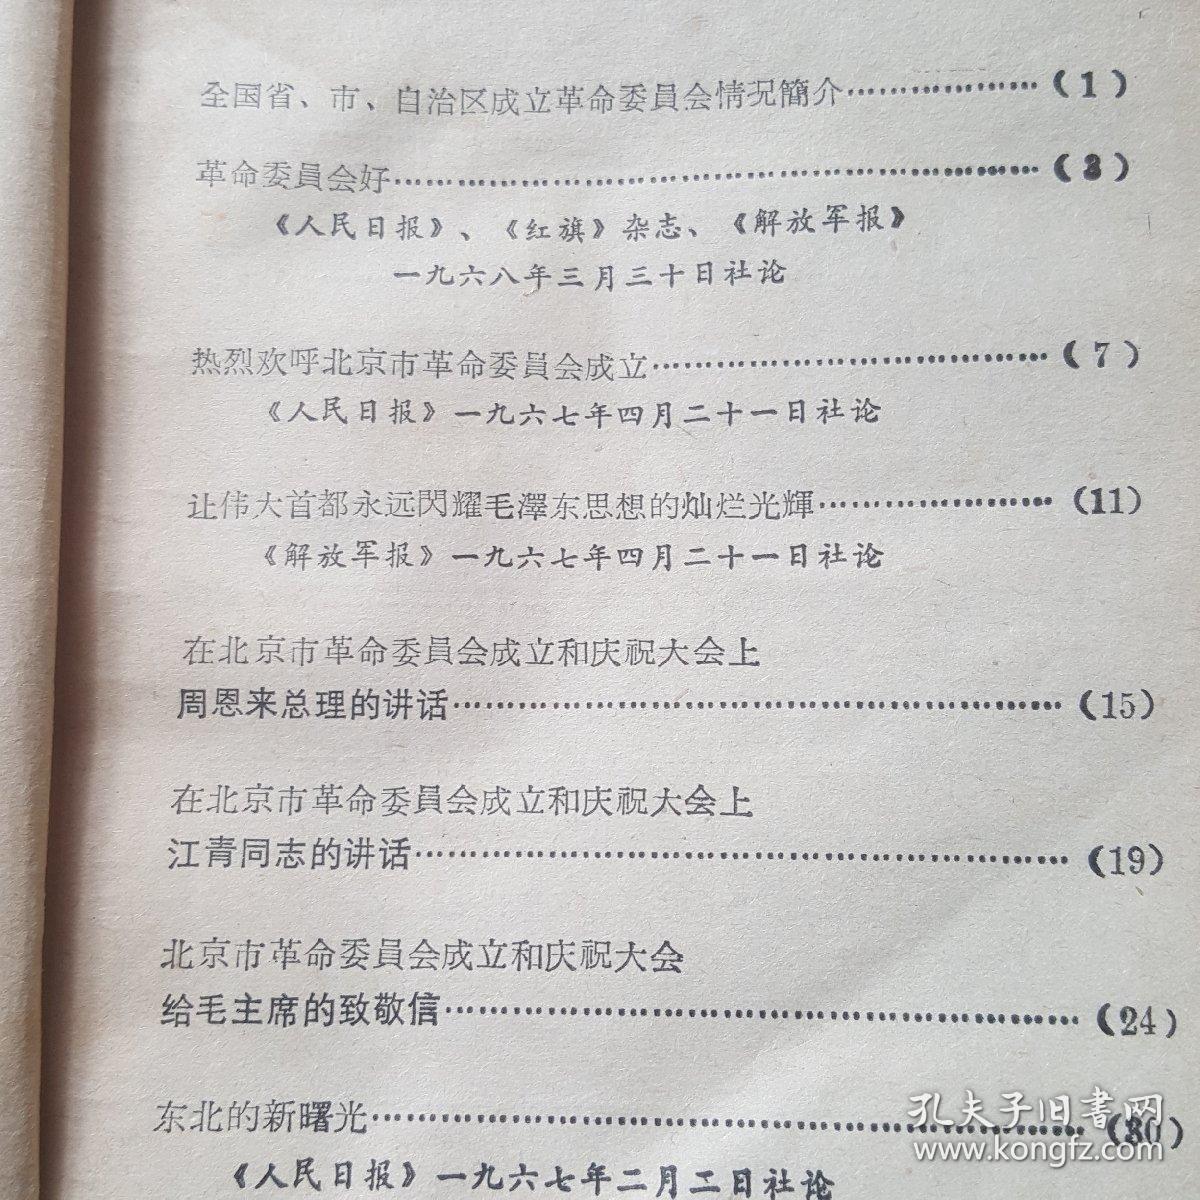 全国省、市、自治区成立革命委員会情况簡介……………… (1)
革命委員会好……………………………………………… (3)
《人民日报》、《红旗》杂志、《解放军报》
一九六八年三月三十日社论
热烈欢呼北京市革命委員会成立…………………………… (7)
《人民日报》一九六七年四月二十一日社论
让伟大首都永远閃耀毛澤东思想的灿烂光輝………………… (11)
《解放军报》一九六七年四月二十一日社论
在北京市革命委員会成立和庆祝大会上
周恩来总理的讲话……………………………………………… (15)
在北京市革命委員会成立和庆祝大会上
江青同志的讲话……………………………………………… (19)
北京市革命委員会成立和庆祝大会
给毛主席的致敬信……………………………………………… (24)
东北的新曙光……………………………………………… (30)
《人民日报》一九六七年二月二日社论
孔夫子旧書网
www.kongfz.com